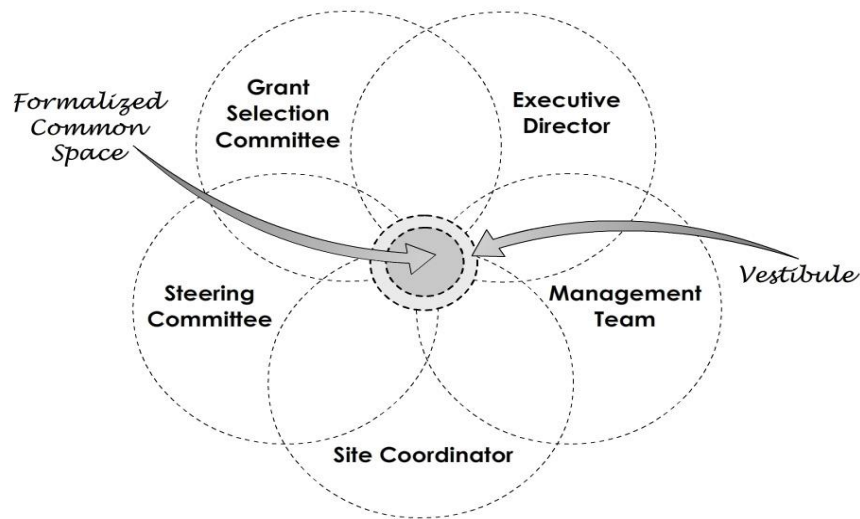 Grant
Selection
Committee
Executive
Director
Formalized
Common
Space
Vestibule
Steering
Committee
Management
Team
Site Coordinator